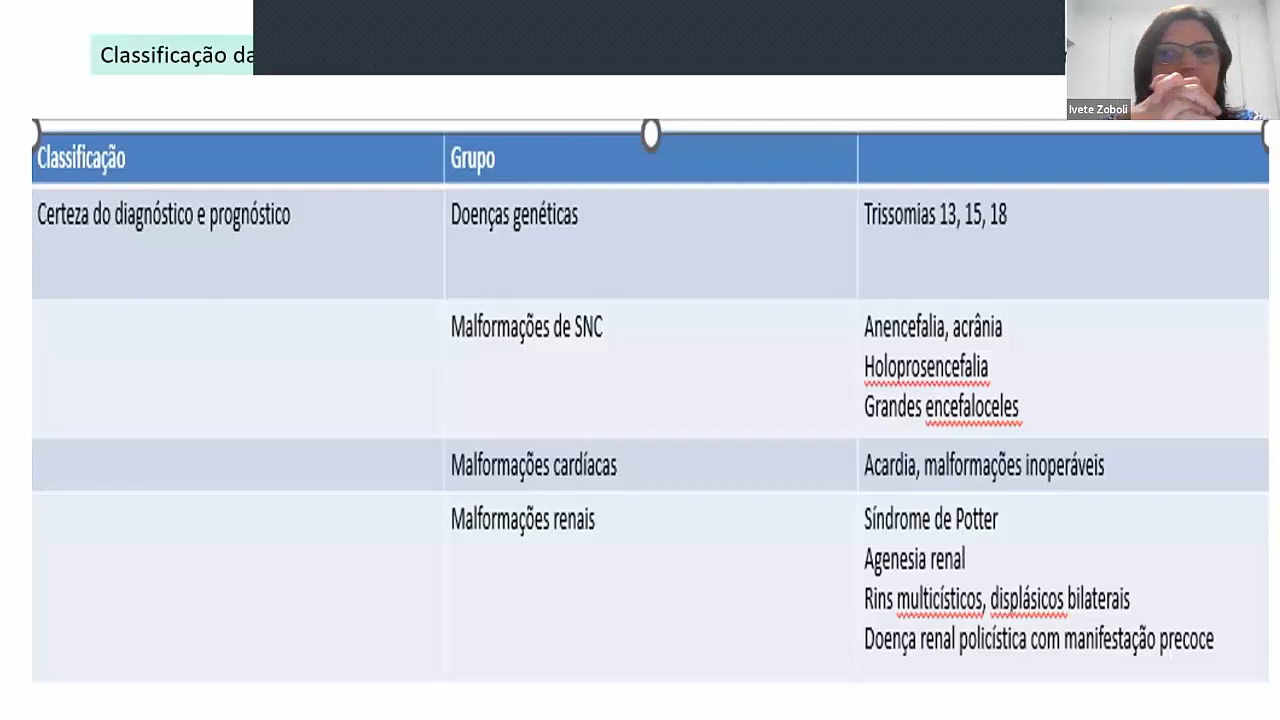 Classificação da
Ivete Zoboli
Classificação
Grupo
Certeza do diagnóstico e prognóstico
Doenças genéticas
Trissomias 13, 15, 18
Malformações de SNC
Anencefalia, acrânia
Holoprosencefalia
Grandes encefaloceles
Malformações cardíacas
Acardia, malformações inoperáveis
Malformações renais
Síndrome de Potter
Agenesia renal
Rins multicísticos, displásicos bilaterais
Doença renal policística com manifestação precoce